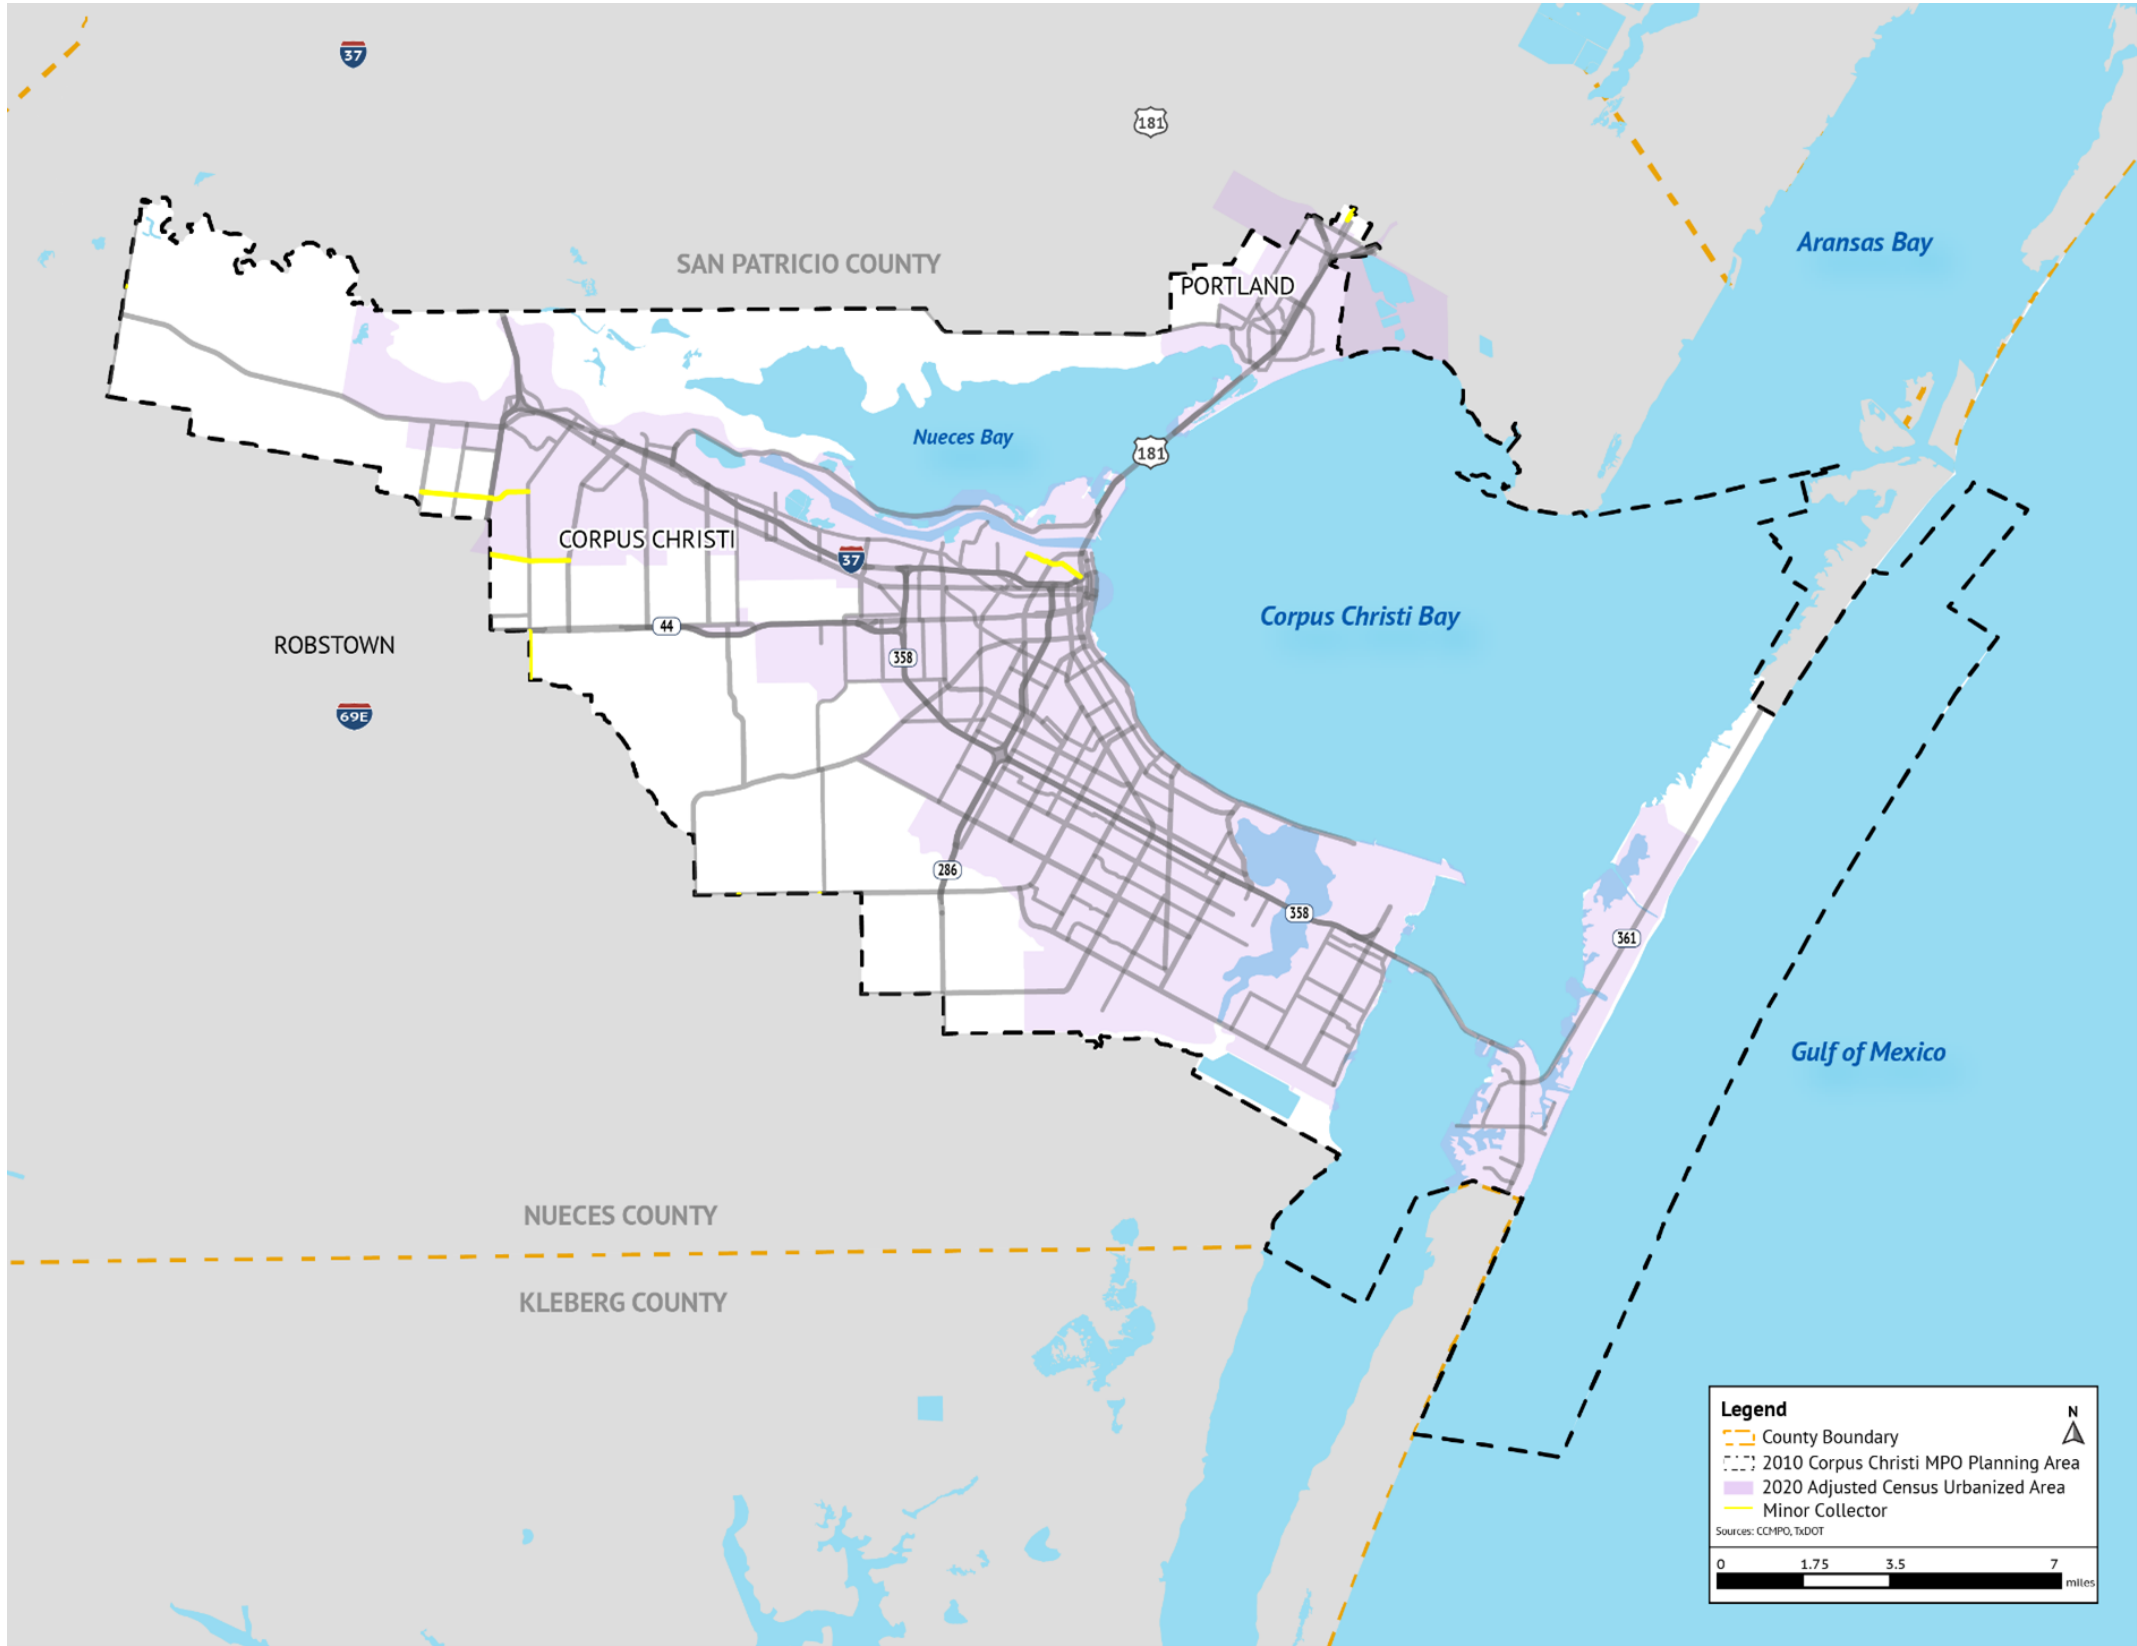 37
181
Aransas Bay
SAN PATRICIO COUNTY
PORTLAND
Nueces Bay
181
CORPUS CHRISTI
37
Corpus Christi Bay
44
ROBSTOWN
358
69E
286
358
361
Gulf of Mexico
NUECES COUNTY
KLEBERG COUNTY
Legend
N
County Boundary
2010 Corpus Christi MPO Planning Area
2020 Adjusted Census Urbanized Area
Minor Collector
Sources: CCMPO, TxDOT
0 1.75 3.5 7
miles